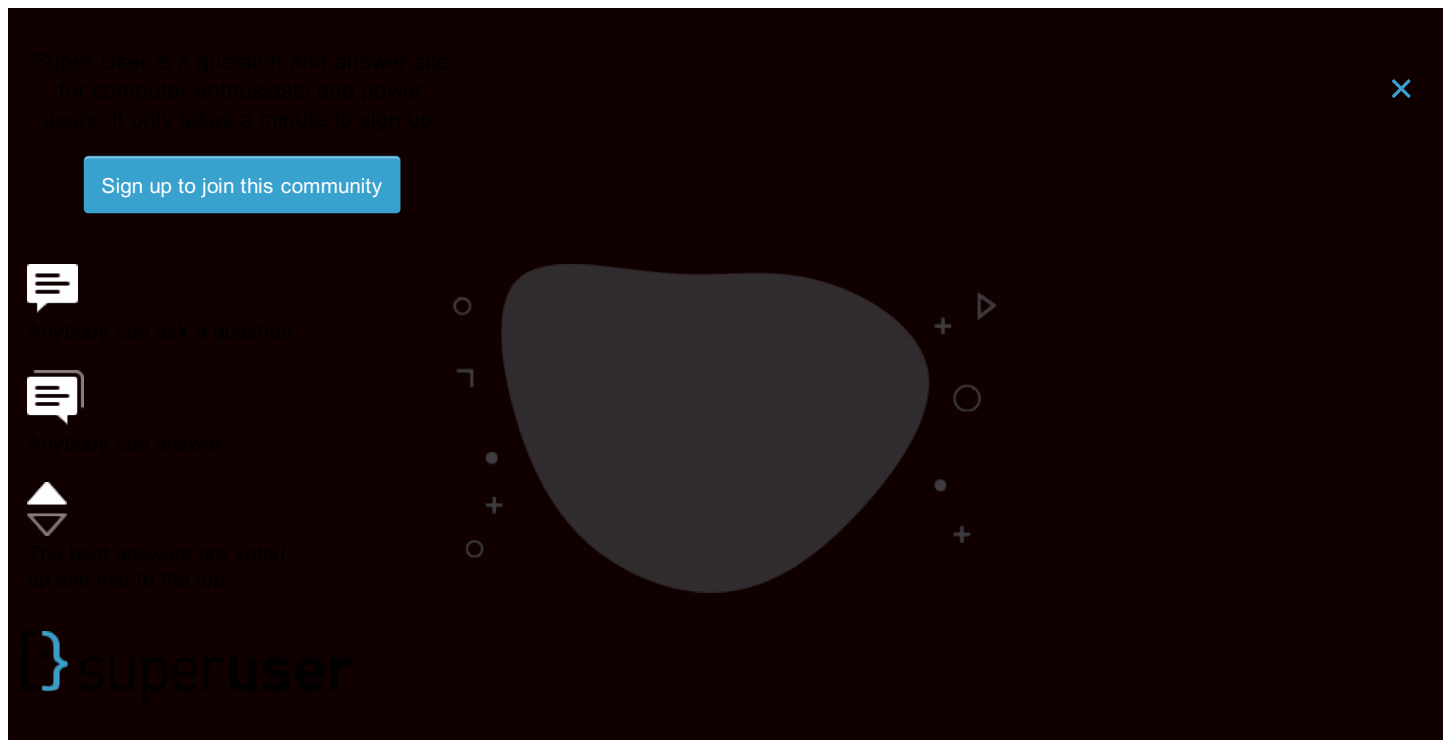 Super User is a question and answer site
for computer enthusiasts and power
users. It only takes a minute to sign up.
Sign up to join this community
Anybody can ask a question
Anybody can answer
The best answers are voted
up and rise to the top
superuser